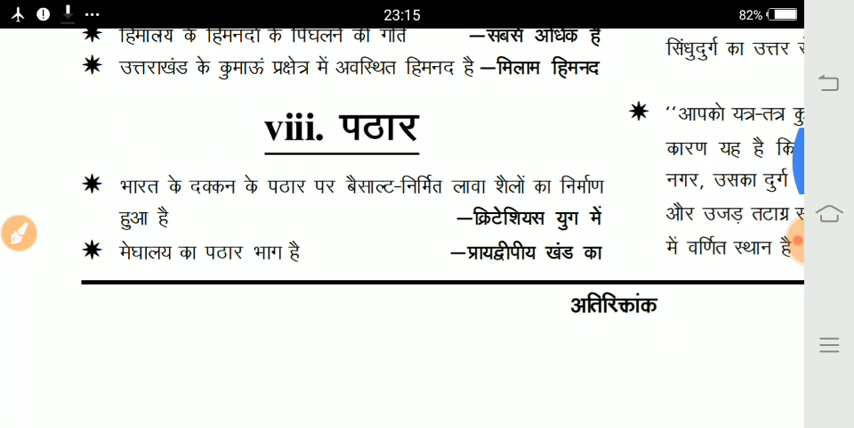 23:15
82%
हिमालय के हिमनदों के पिघलने की गति —सबसे अधिक है
उत्तराखंड के कुमाऊं प्रक्षेत्र में अवस्थित हिमनद है —मिलाम हिमनद
viii. पठार
भारत के दक्कन के पठार पर बैसाल्ट-निर्मित लावा शैलों का निर्माण
हुआ है —क्रिटेशियस युग में
मेघालय का पठार भाग है —प्रायद्वीपीय खंड का
सिंधुदुर्ग का उत्तर
‘‘आपको यत्र-तत्र
कारण यह है कि
नगर, उसका दुर्ग
और उजड़ तटाग्र
में वर्णित स्थान है
अतिरिक्तांक